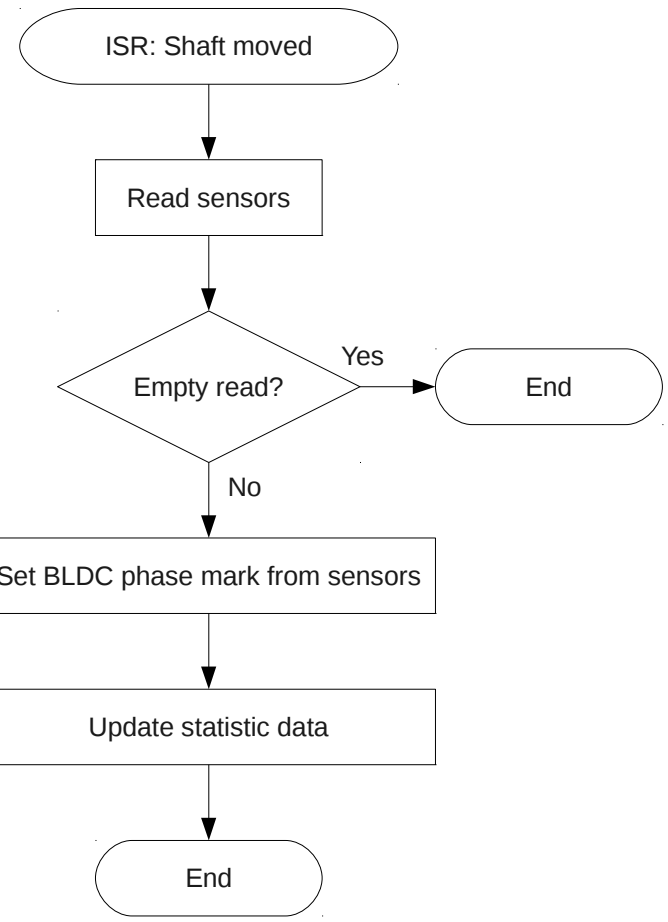 ISR: Shaft moved
Read sensors
Empty read?
Yes
End
No
Set BLDC phase mark from sensors
Update statistic data
End